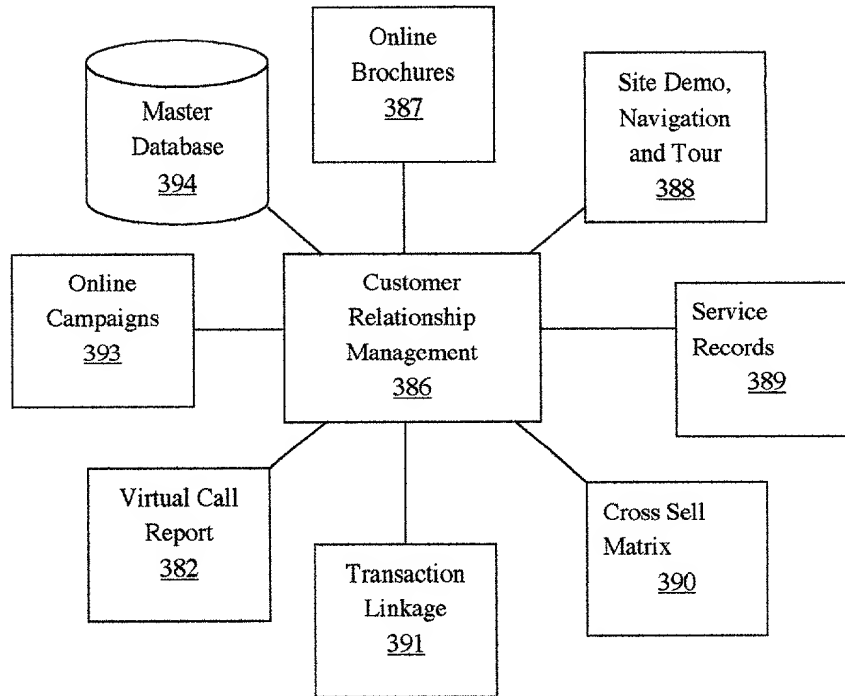 Online
Brochures
387
Master
Database
394
Site Demo,
Navigation
and Tour
388
Online
Campaigns
393
Customer
Relationship
Management
386
Service
Records
389
Virtual Call
Report
382
Transaction
Linkage
391
Cross Sell
Matrix
390